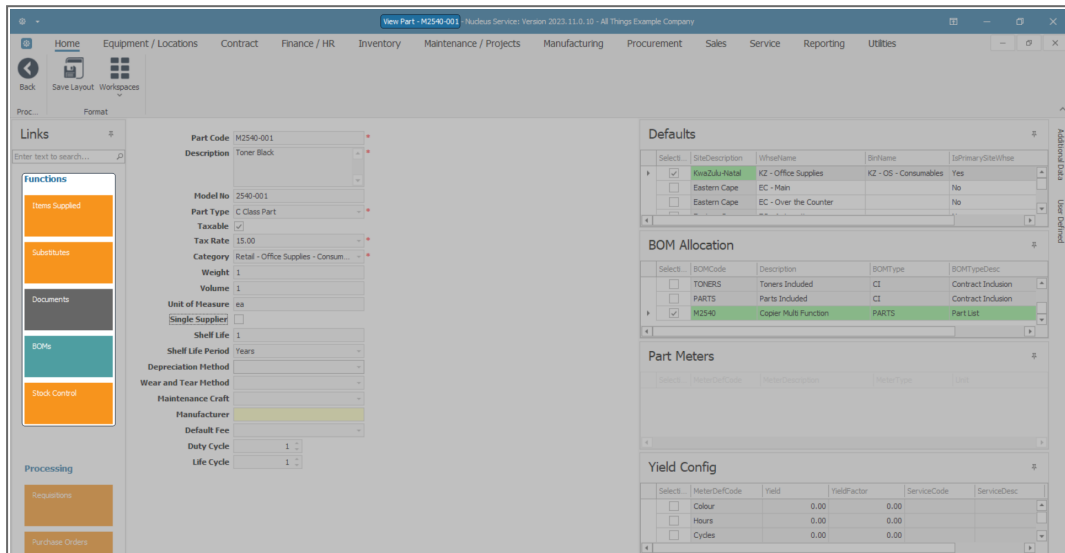 View Part - M2540-001 - Nucleus Service: Version 2023.11.0.10 - All Things Example Company
Home Equipment / Locations Contract Finance / HR Inventory Maintenance / Projects Manufacturing Procurement Sales Service Reporting Utilities
Back Save Layout Workspaces
Proc... Format
Links
Enter text to search...
Functions
Items Supplied
Substitutes
Documents
BOMs
Stock Control
Processing
Requisitions
Purchase Orders
Part Code M2540-001 *
Description Toner Black *
Model No 2540-001
Part Type C Class Part *
Taxable
Tax Rate 15.00 *
Category Retail - Office Supplies - Consum... *
Weight 1
Volume 1
Unit of Measure ea
Single Supplier
Shelf Life 1
Shelf Life Period Years
Depreciation Method
Wear and Tear Method
Maintenance Craft
Manufacturer
Default Fee
Duty Cycle 1
Life Cycle 1
Defaults
Selecti... SiteDescription WhseName BinName IsPrimarySiteWhse
KwaZulu-Natal KZ - Office Supplies KZ - OS - Consumables Yes
Eastern Cape EC - Main No
Eastern Cape EC - Over the Counter No
BOM Allocation
Selecti... BOMCode Description BOMType BOMTypeDesc
TONERS Toners Included CI Contract Inclusion
PARTS Parts Included CI Contract Inclusion
M2540 Copier Multi Function PARTS Part List
Part Meters
MeterDefCode MeterDescription Meter Type
Yield Config
Selecti... MeterDefCode Yield YieldFactor ServiceCode ServiceDesc
Colour 0.00 0.00
Hours 0.00 0.00
Cycles 0.00 0.00
Additional Data
User Defined